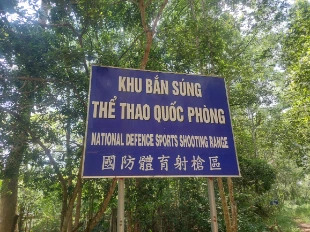 KHU BẮN SÚNG
THỂ THAO QUỐC PHÒNG
NATIONAL DEFENCE SPORTS SHOOTING RANGE
國防體育射槍區